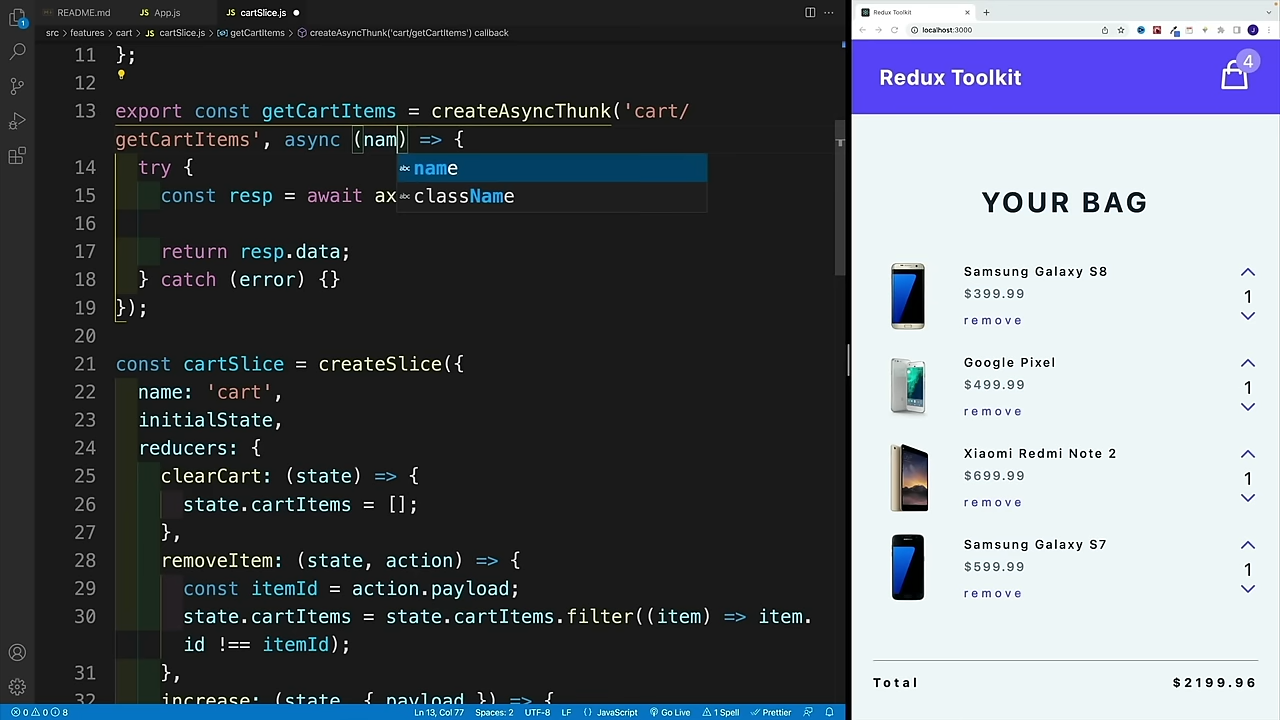 README.md
App.js
cartSlice.js
src > features > cart >
getCartItems
createAsyncThunk('cart/getCartItems') callback
11 };
12
13 export const getCartItems = createAsyncThunk('cart/
getCartItems', async (nam) => {
name
className
14 try {
15 const resp = await ax
16
17 return resp.data;
18 } catch (error) {}
19 });
20
21 const cartSlice = createSlice({
22 name: 'cart',
23 initialState,
24 reducers: {
25 clearCart: (state) => {
26 state.cartItems = [];
27 },
28 removeItem: (state, action) => {
29 const itemId = action.payload;
30 state.cartItems = state.cartItems.filter((item) => item.
id !== itemId);
31 },
32 increase: (state, { payload }) => {
1
0 0 8
Ln 13, Col 77
Spaces: 2
UTF-8
LF
{} JavaScript
Go Live
1 Spell
Prettier
Redux Toolkit
localhost:3000
J
Redux Toolkit
4
YOUR BAG
Samsung Galaxy S8
$399.99
remove
1
Google Pixel
$499.99
remove
1
Xiaomi Redmi Note 2
$699.99
remove
1
Samsung Galaxy S7
$599.99
remove
1
Total $2199.96